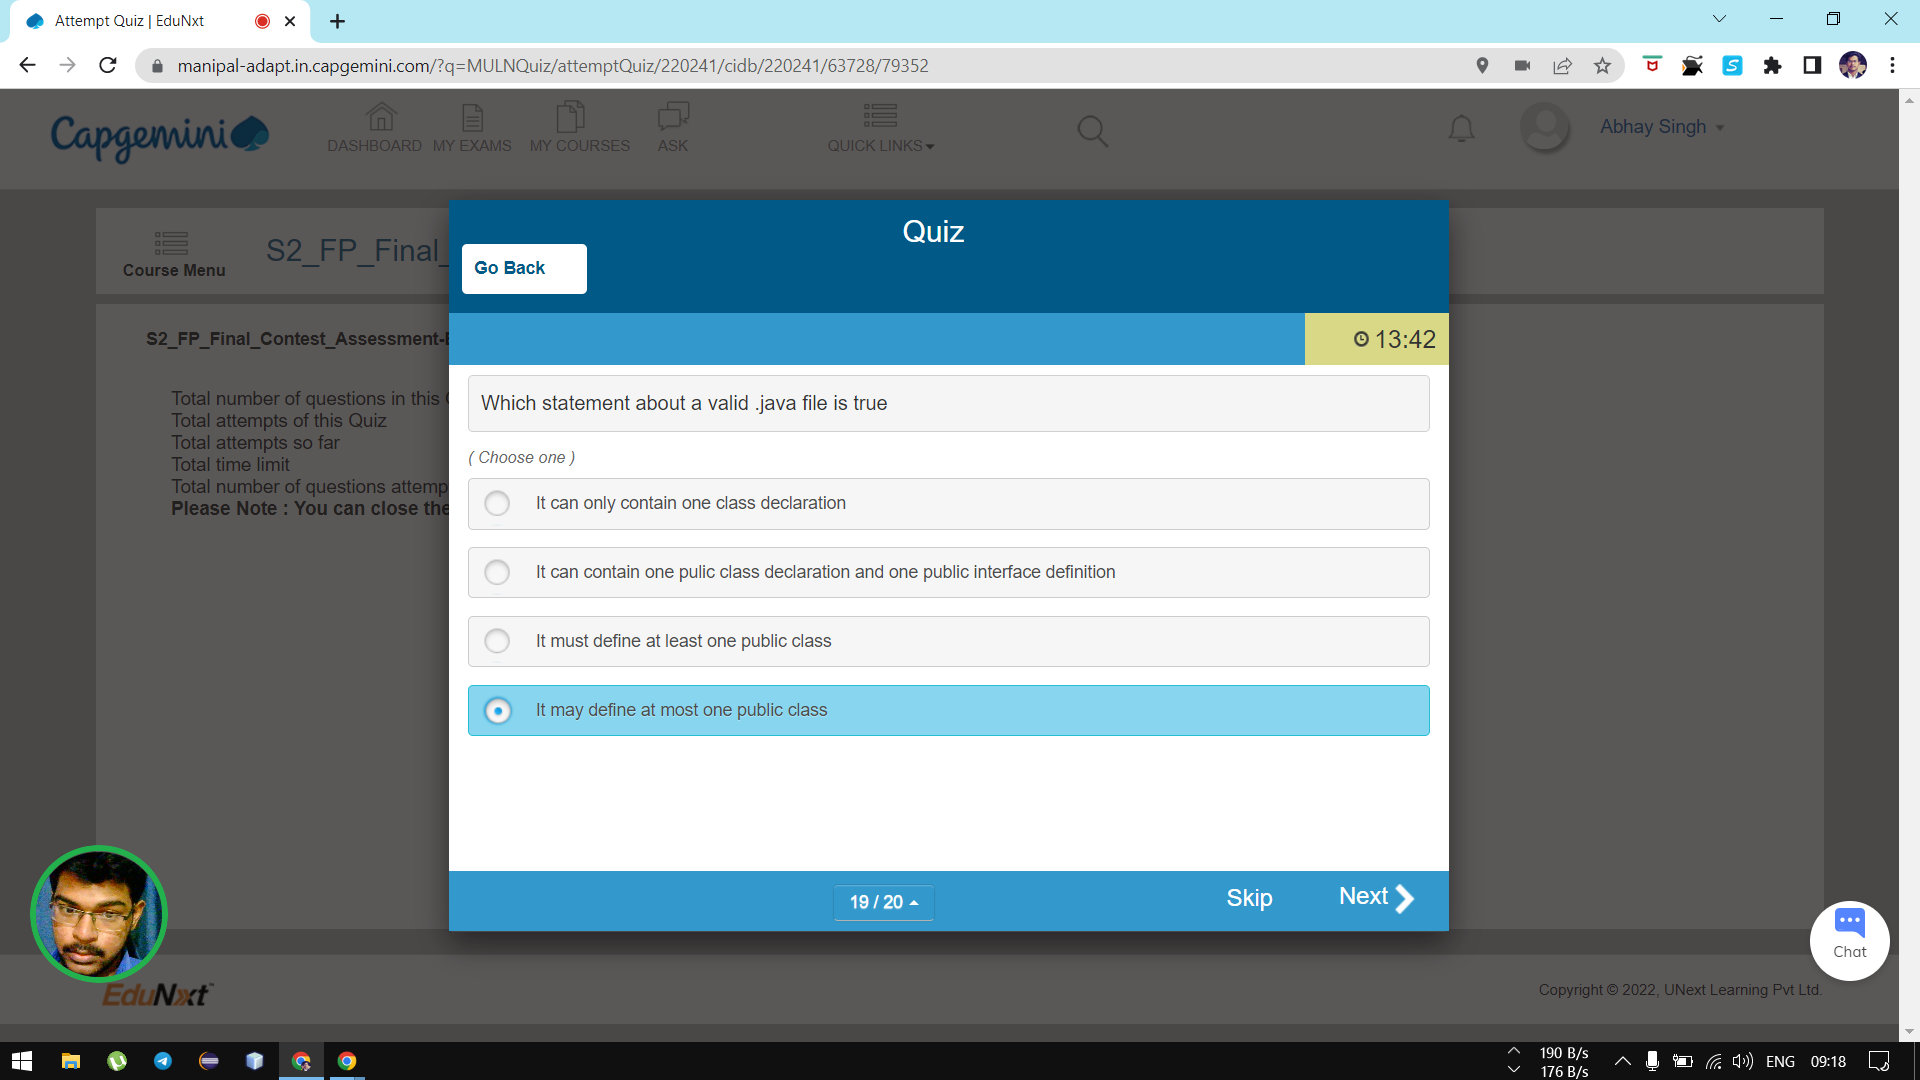 Attempt Quiz | EduNxt
manipal-adapt.in.capgemini.com/?q=MULNQuiz/attemptQuiz/220241/cidb/220241/63728/79352
Capgemini
DASHBOARD
MY EXAMS
MY COURSES
ASK
QUICK LINKS
Abhay Singh
Course Menu
S2_FP_Final_
S2_FP_Final_Contest_Assessment-
Total number of questions in this
Total attempts of this Quiz
Total attempts so far
Total time limit
Total number of questions attemp
Please Note : You can close the
Quiz
Go Back
13:42
Which statement about a valid .java file is true
( Choose one )
It can only contain one class declaration
It can contain one pulic class declaration and one public interface definition
It must define at least one public class
It may define at most one public class
19 / 20
Skip
Next
Chat
EduNxt™
Copyright © 2022, UNext Learning Pvt Ltd.
190 B/s
176 B/s
ENG
09:18